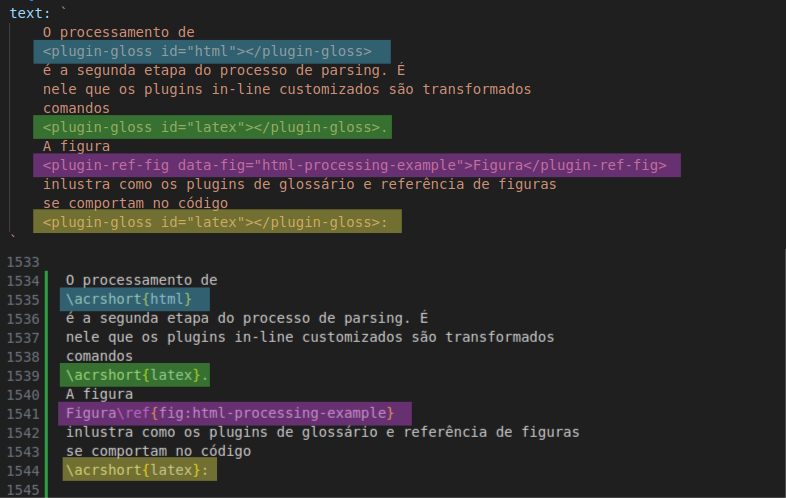 text: `
O processamento de
<plugin-gloss id="html"></plugin-gloss>
é a segunda etapa do processo de parsing. É
nele que os plugins in-line customizados são transformados
comandos
<plugin-gloss id="latex"></plugin-gloss>.
A figura
<plugin-ref-fig data-fig="html-processing-example">Figura</plugin-ref-fig>
inlustra como os plugins de glossário e referência de figuras
se comportam no código
<plugin-gloss id="latex"></plugin-gloss>:
`
1533
1534 O processamento de
1535 \acrshort{html}
1536 é a segunda etapa do processo de parsing. É
1537 nele que os plugins in-line customizados são transformados
1538 comandos
1539 \acrshort{latex}.
1540 A figura
1541 Figura\ref{fig:html-processing-example}
1542 inlustra como os plugins de glossário e referência de figuras
1543 se comportam no código
1544 \acrshort{latex}:
1545